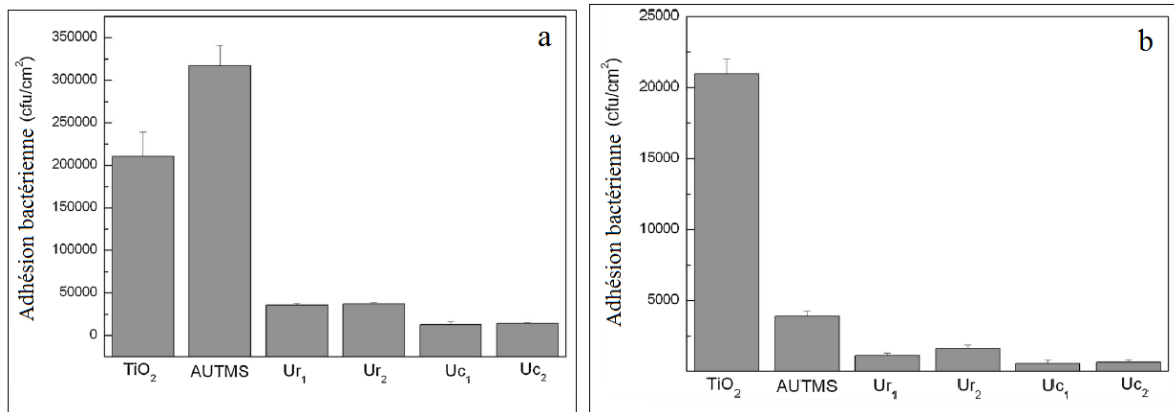 a
Adhésion bactérienne (cfu/cm²)
350000
300000
250000
200000
150000
100000
50000
0
TiO₂ AUTMS Ur₁ Ur₂ Uc₁ Uc₂
b
Adhésion bactérienne (cfu/cm²)
25000
20000
15000
10000
5000
TiO₂ AUTMS Ur₁ Ur₂ Uc₁ Uc₂